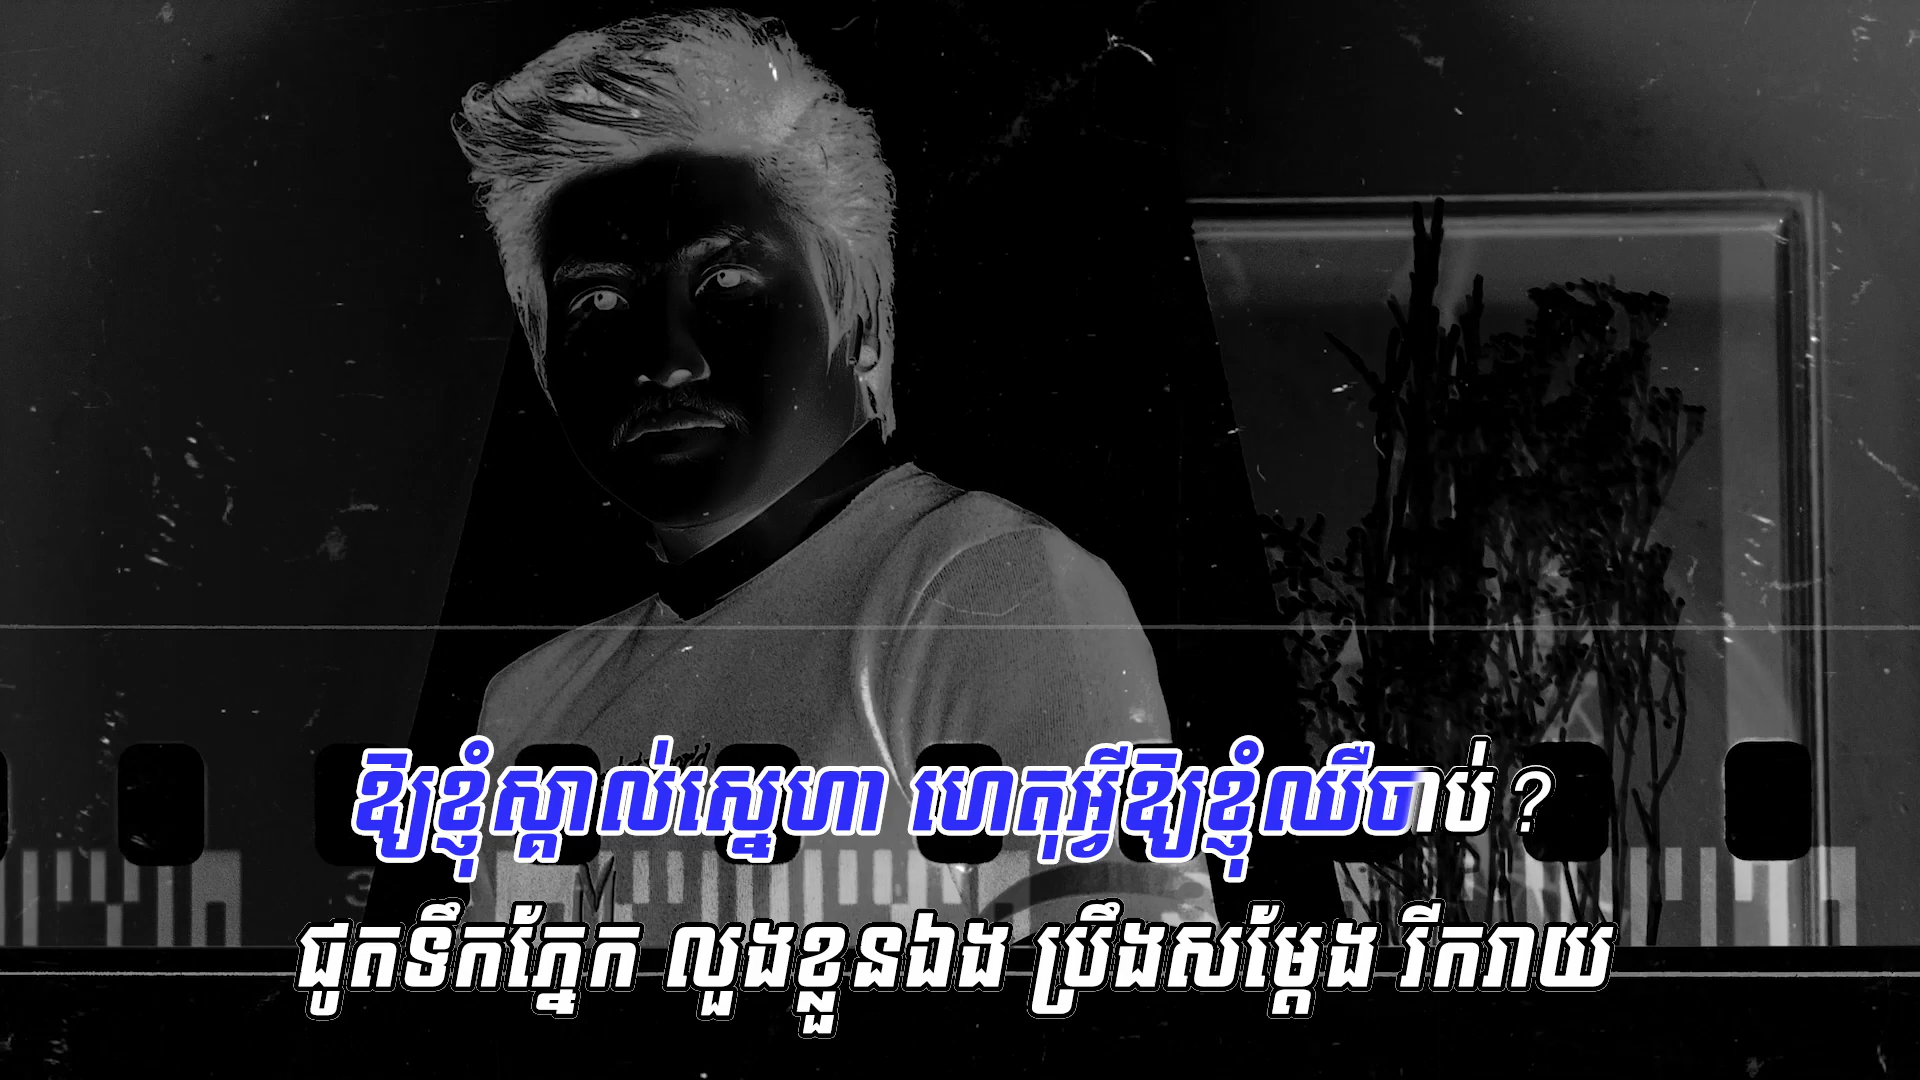 ឱ្យខ្ញុំស្គាល់ស្នេហា ហេតុអ្វីឱ្យខ្ញុំឈឺចាប់ ?
ជូតទឹកភ្នែក លួងខ្លួនឯង ប្រឹងសម្ដែង រីករាយ